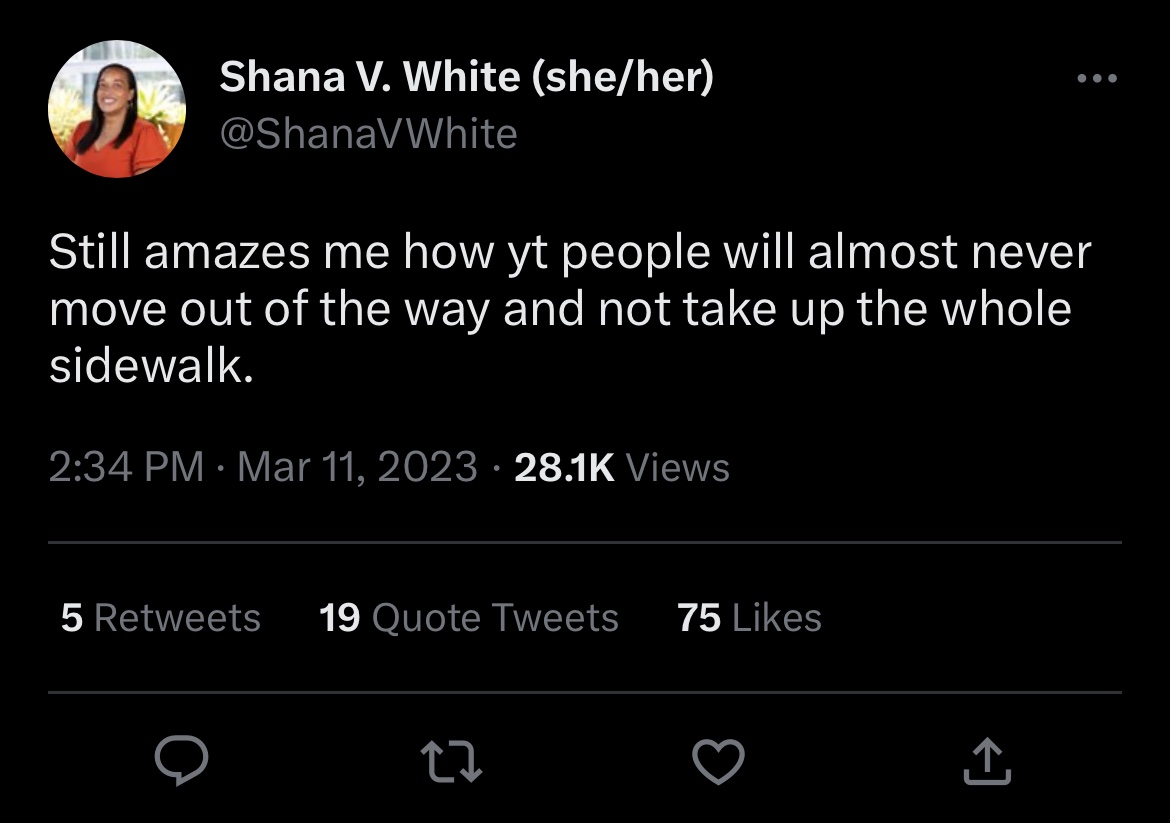 Shana V. White (she/her)
@ShanaVWhite
Still amazes me how yt people will almost never
move out of the way and not take up the whole
sidewalk.
2:34 PM · Mar 11, 2023 · 28.1K Views
5 Retweets 19 Quote Tweets 75 Likes